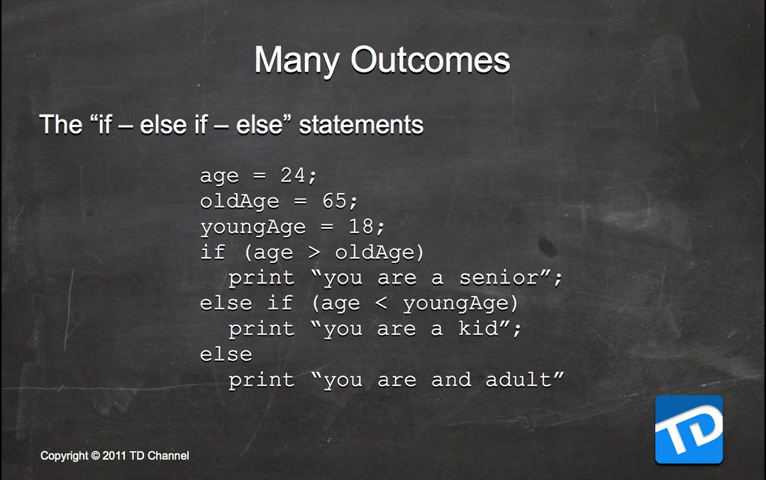 Many Outcomes
The “if – else if – else” statements
age = 24;
oldAge = 65;
youngAge = 18;
if (age > oldAge)
print “you are a senior”;
else if (age < youngAge)
print “you are a kid”;
else
print “you are and adult”
TD
Copyright © 2011 TD Channel